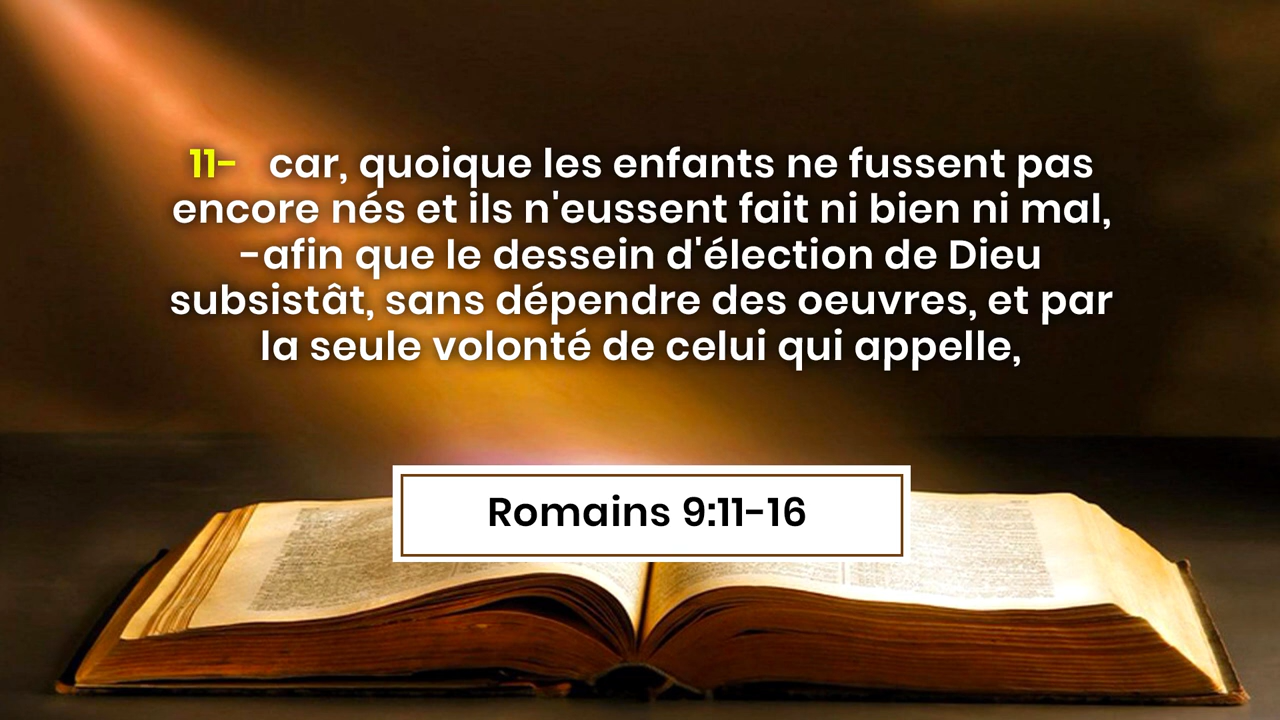 11- car, quoique les enfants ne fussent pas
encore nés et ils n'eussent fait ni bien ni mal,
-afin que le dessein d'élection de Dieu
subsistât, sans dépendre des oeuvres, et par
la seule volonté de celui qui appelle,
Romains 9:11-16